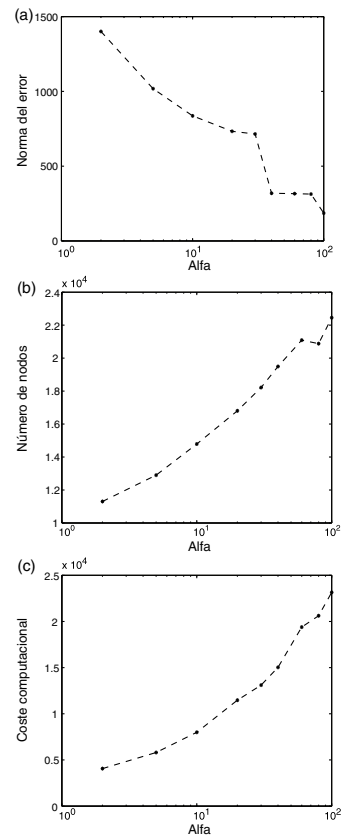 (a)
1500
1000
500
0
Norma del error
10^0
10^1
10^2
Alfa
(b)
x 10^4
2.4
2.2
2
1.8
1.6
1.4
1.2
1
Número de nodos
10^0
10^1
10^2
Alfa
(c)
x 10^4
2.5
2
1.5
1
0.5
0
Coste computacional
10^0
10^1
10^2
Alfa